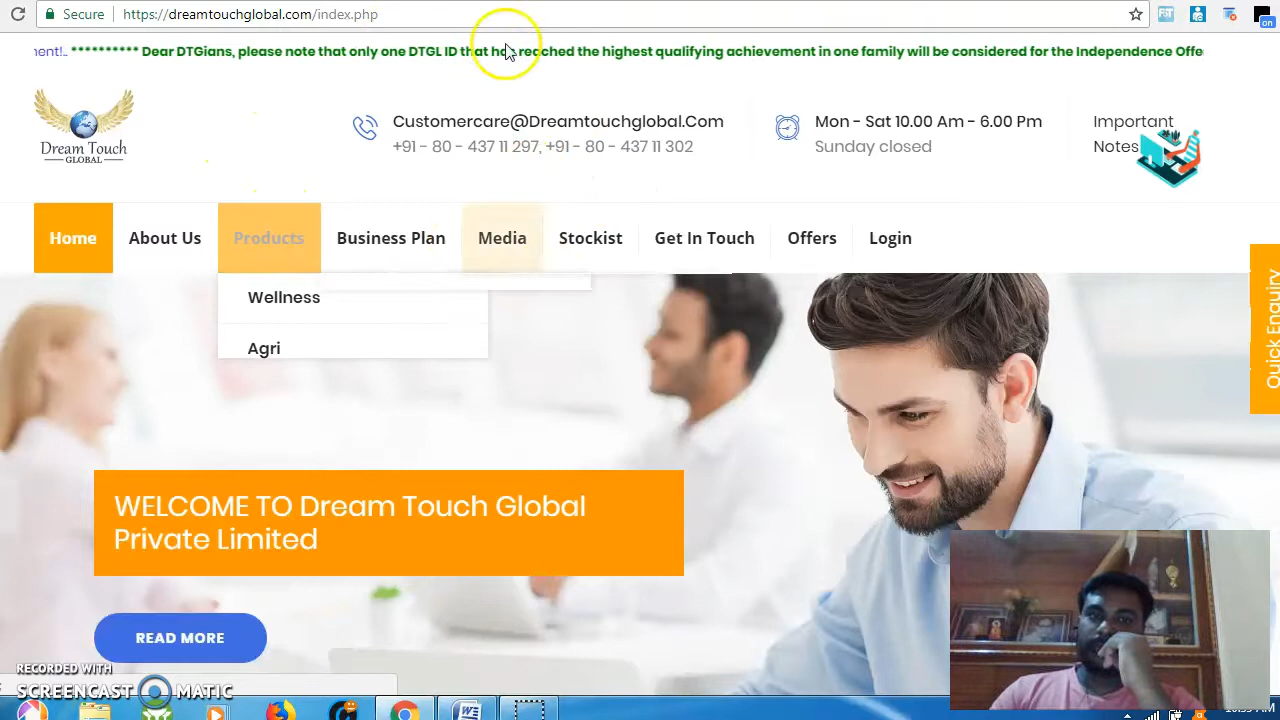 Secure
https://dreamtouchglobal.com/index.php
on
ment!.. ********** Dear DTGians, please note that only one DTGL ID that has reached the highest qualifying achievement in one family will be considered for the Independence Offe
Dream Touch
GLOBAL
Customercare@Dreamtouchglobal.Com
+91 - 80 - 437 11 297, +91 - 80 - 437 11 302
Mon - Sat 10.00 Am - 6.00 Pm
Sunday closed
Important
Notes
Home About Us Products Business Plan Media Stockist Get In Touch Offers Login
Wellness
Agri
Quick Enquiry
WELCOME TO Dream Touch Global
Private Limited
READ MORE
RECORDED WITH
SCREENCAST MATIC